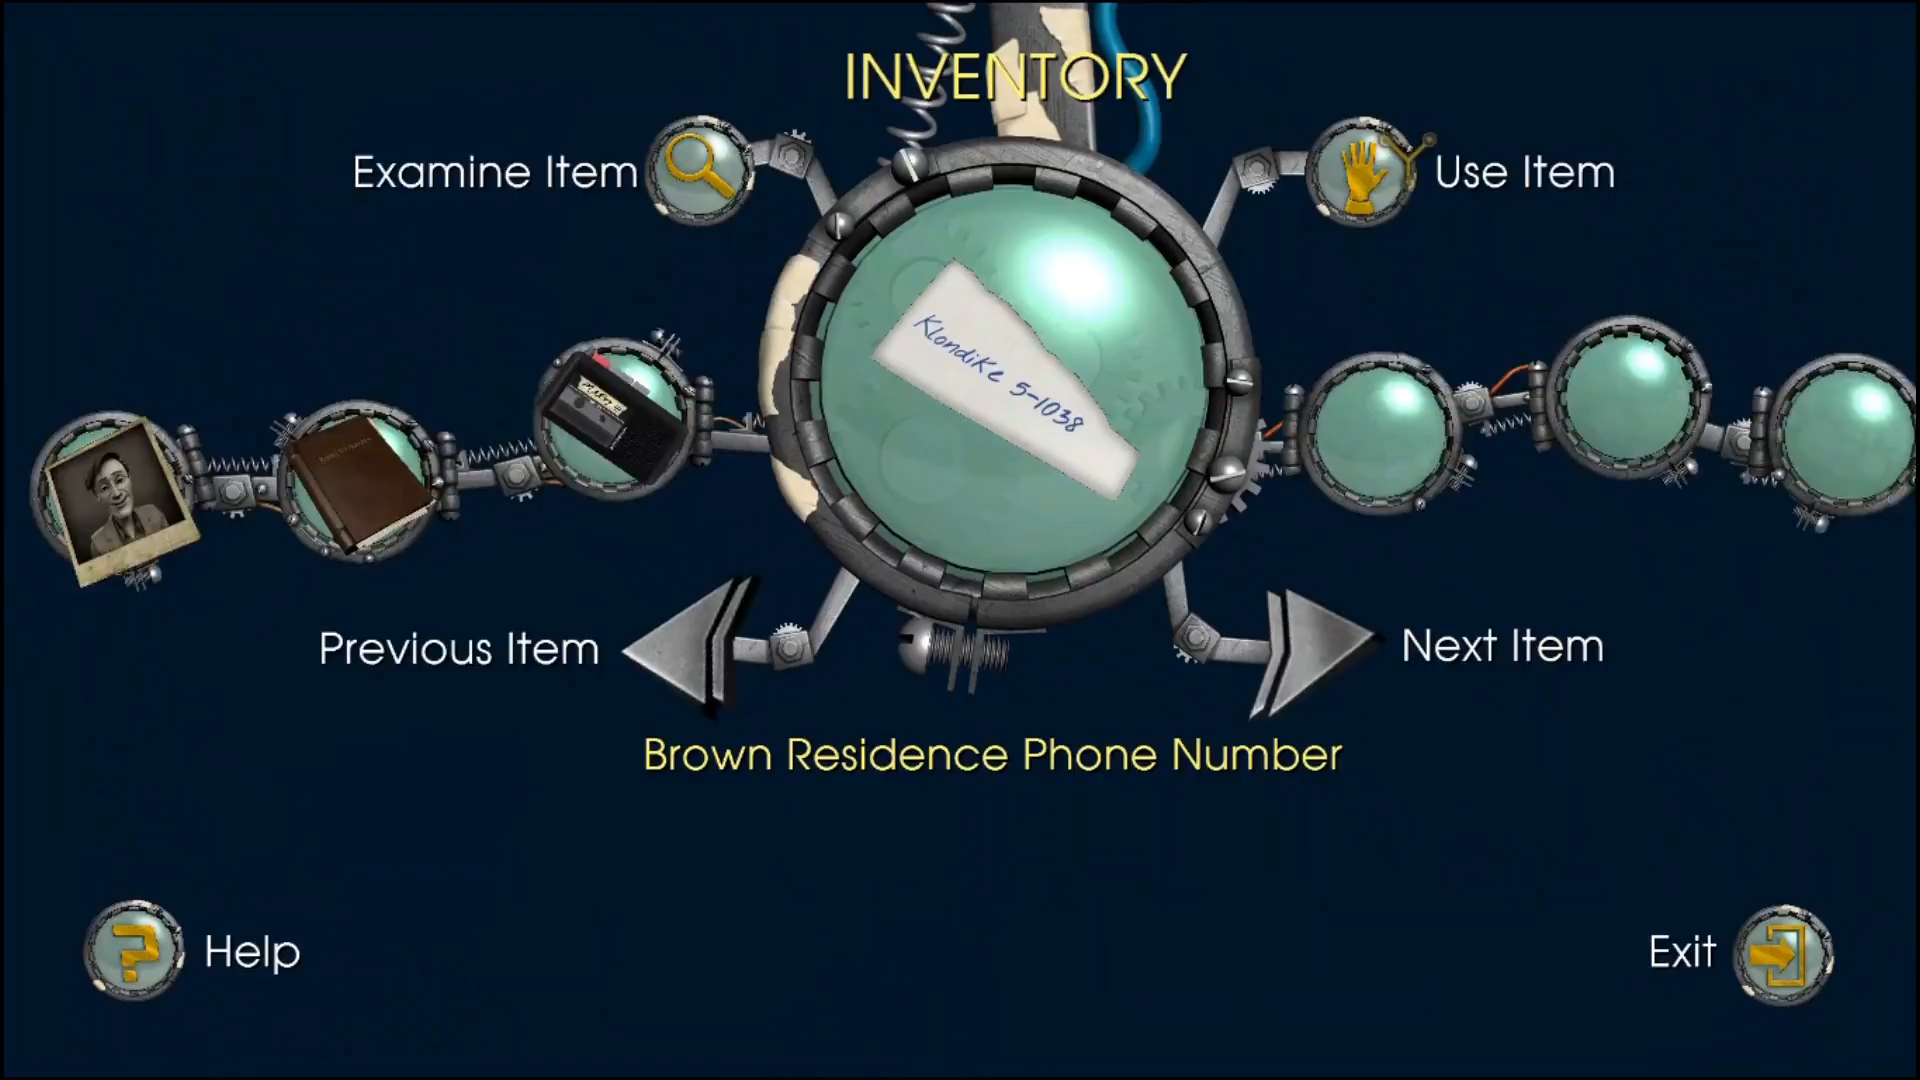 INVENTORY
Examine Item
Use Item
Klondike 5-1038
Previous Item
Next Item
Brown Residence Phone Number
Help
Exit